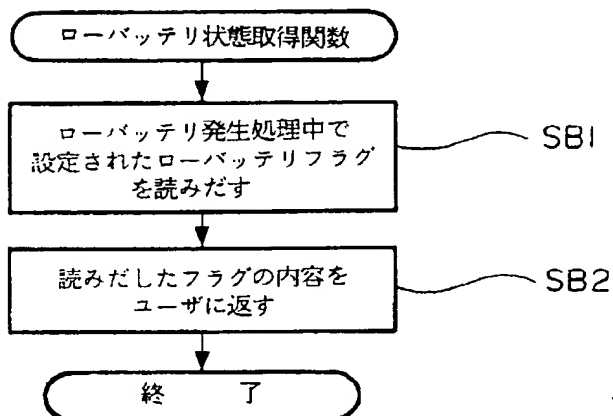 ローバッテリ状態取得関数
ローバッテリ発生処理中で
設定されたローバッテリフラグ
を読みだす
SB1
読みだしたフラグの内容を
ユーザに返す
SB2
終 了